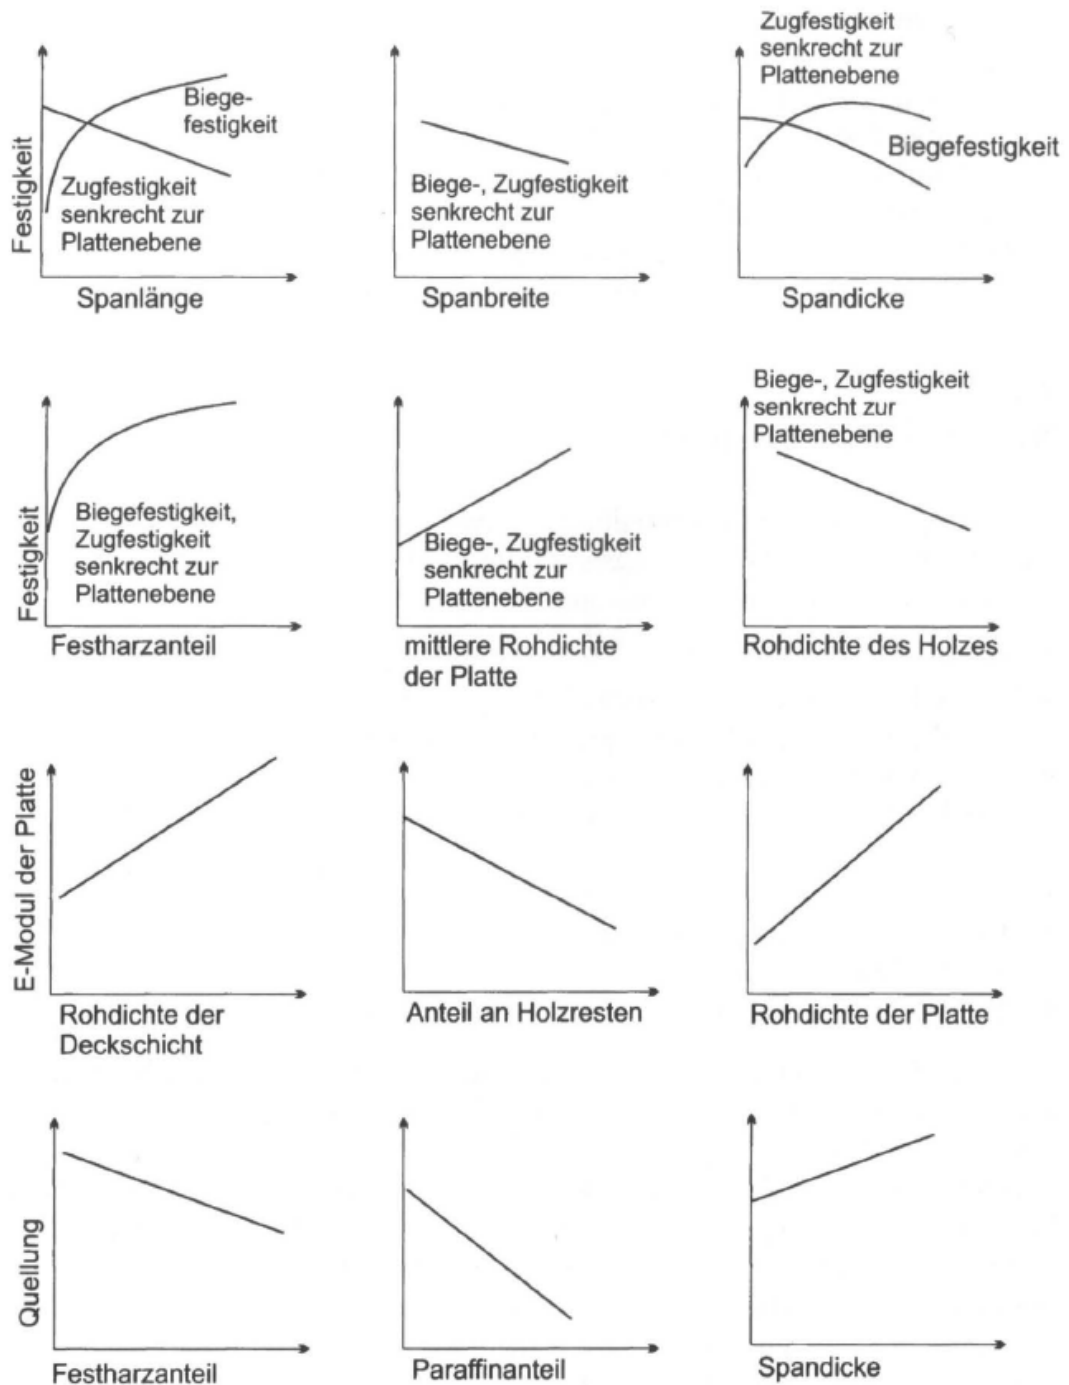 Festigkeit
Biege-
festigkeit
Zugfestigkeit
senkrecht zur
Plattenebene
Spanlänge
Biege-, Zugfestigkeit
senkrecht zur
Plattenebene
Spanbreite
Zugfestigkeit
senkrecht zur
Plattenebene
Biegefestigkeit
Spandicke
Festigkeit
Biegefestigkeit,
Zugfestigkeit
senkrecht zur
Plattenebene
Festharzanteil
Biege-, Zugfestigkeit
senkrecht zur
Plattenebene
mittlere Rohdichte
der Platte
Biege-, Zugfestigkeit
senkrecht zur
Plattenebene
Rohdichte des Holzes
E-Modul der Platte
Rohdichte der
Deckschicht
Anteil an Holzresten
Rohdichte der Platte
Quellung
Festharzanteil
Paraffinanteil
Spandicke